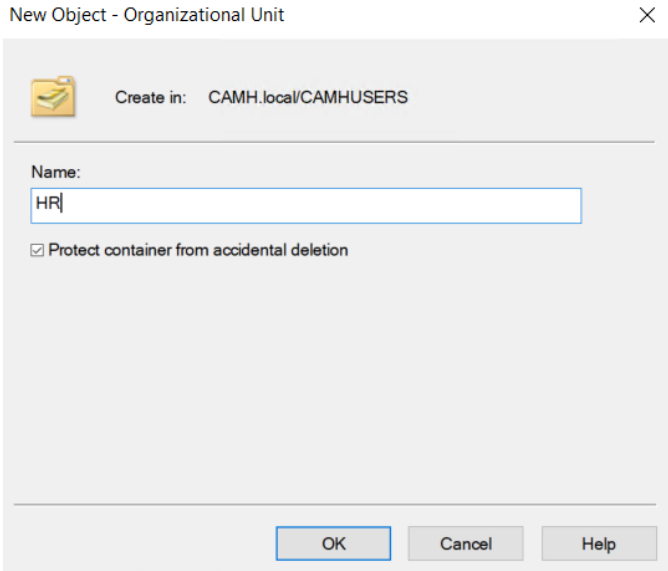 New Object - Organizational Unit
Create in: CAMH.local/CAMHUSERS
Name:
HR
Protect container from accidental deletion
OK Cancel Help